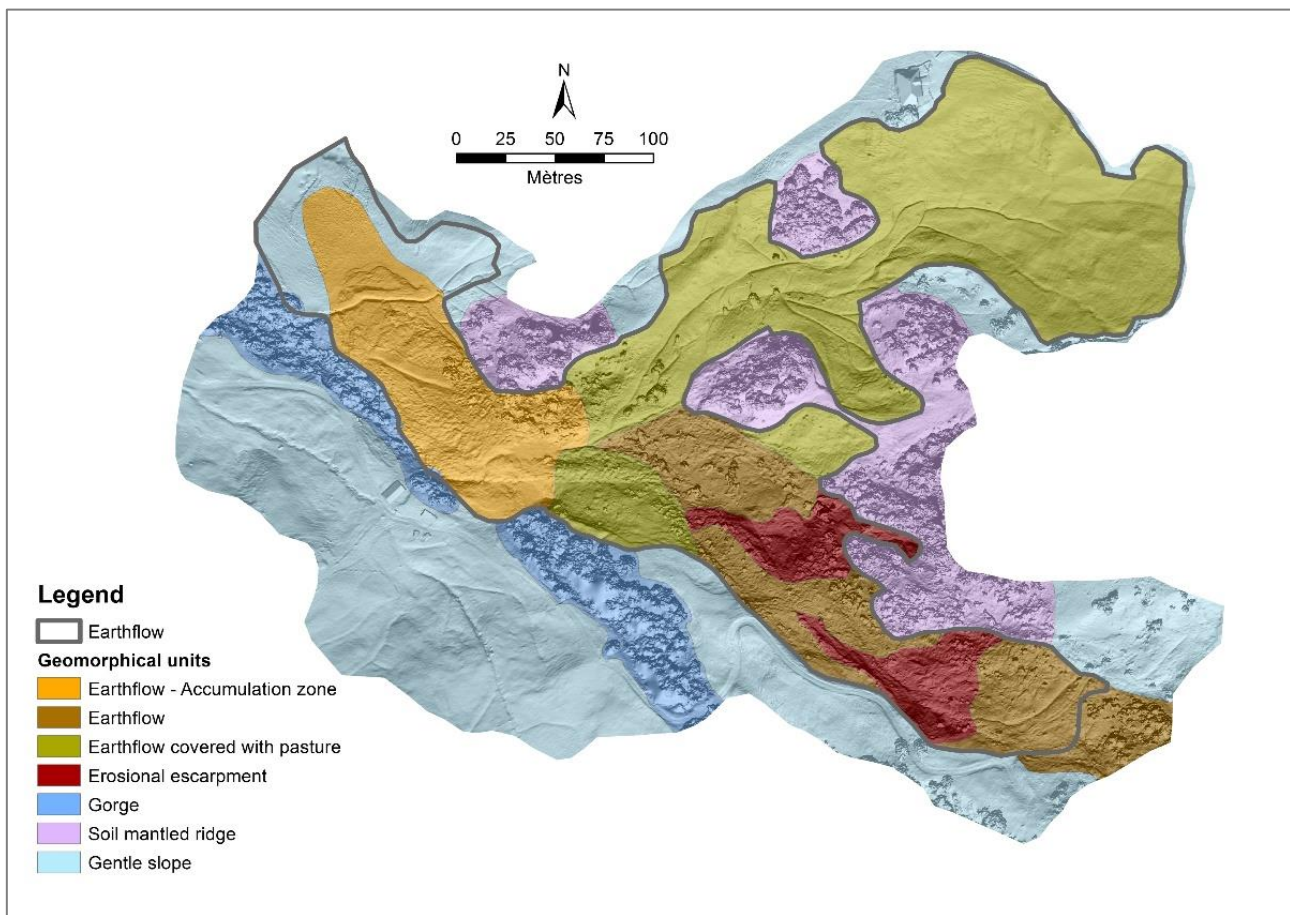 N
0 25 50 75 100
Mètres
Legend
Earthflow
Geomorphical units
Earthflow - Accumulation zone
Earthflow
Earthflow covered with pasture
Erosional escarpment
Gorge
Soil mantled ridge
Gentle slope